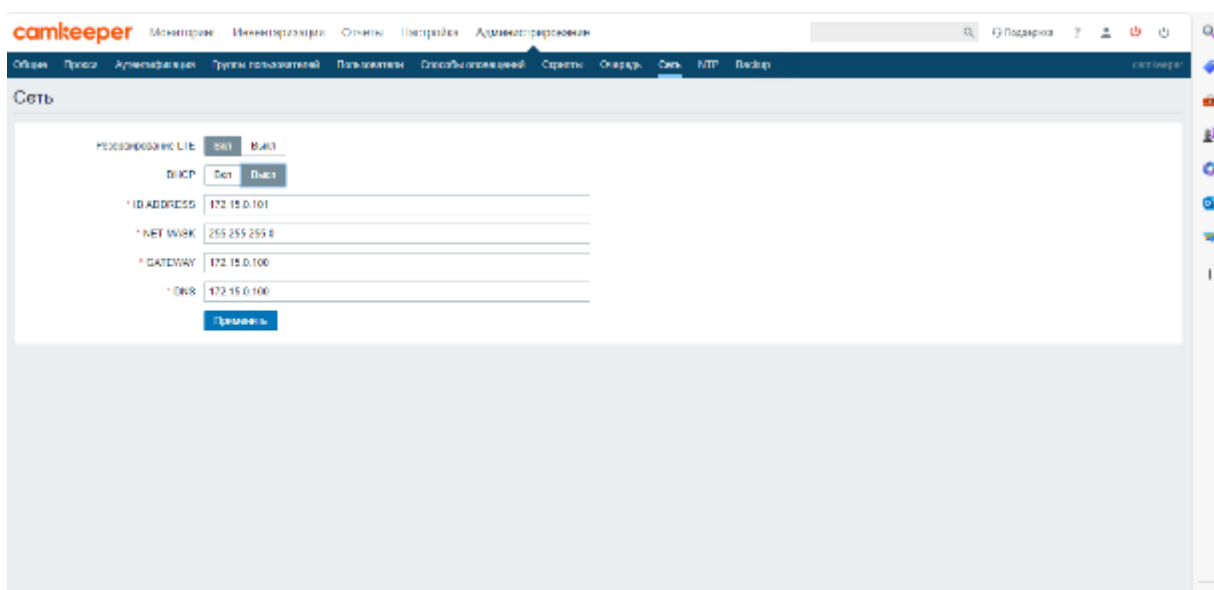 camkeeper Мониторинг Инвентаризация Отчеты Настройка Администрирование Поддержка ?
Общие Прокси Аутентификация Группы пользователей Пользователи Способы оповещений Скрипты Очередь Сеть NTP Backup camkeeper
Сеть
Резервирование LTE Вкл Выкл
DHCP Вкл Выкл
* IP ADDRESS 172.15.0.101
* NET MASK 255.255.255.0
* GATEWAY 172.15.0.100
* DNS 172.15.0.100
Применить